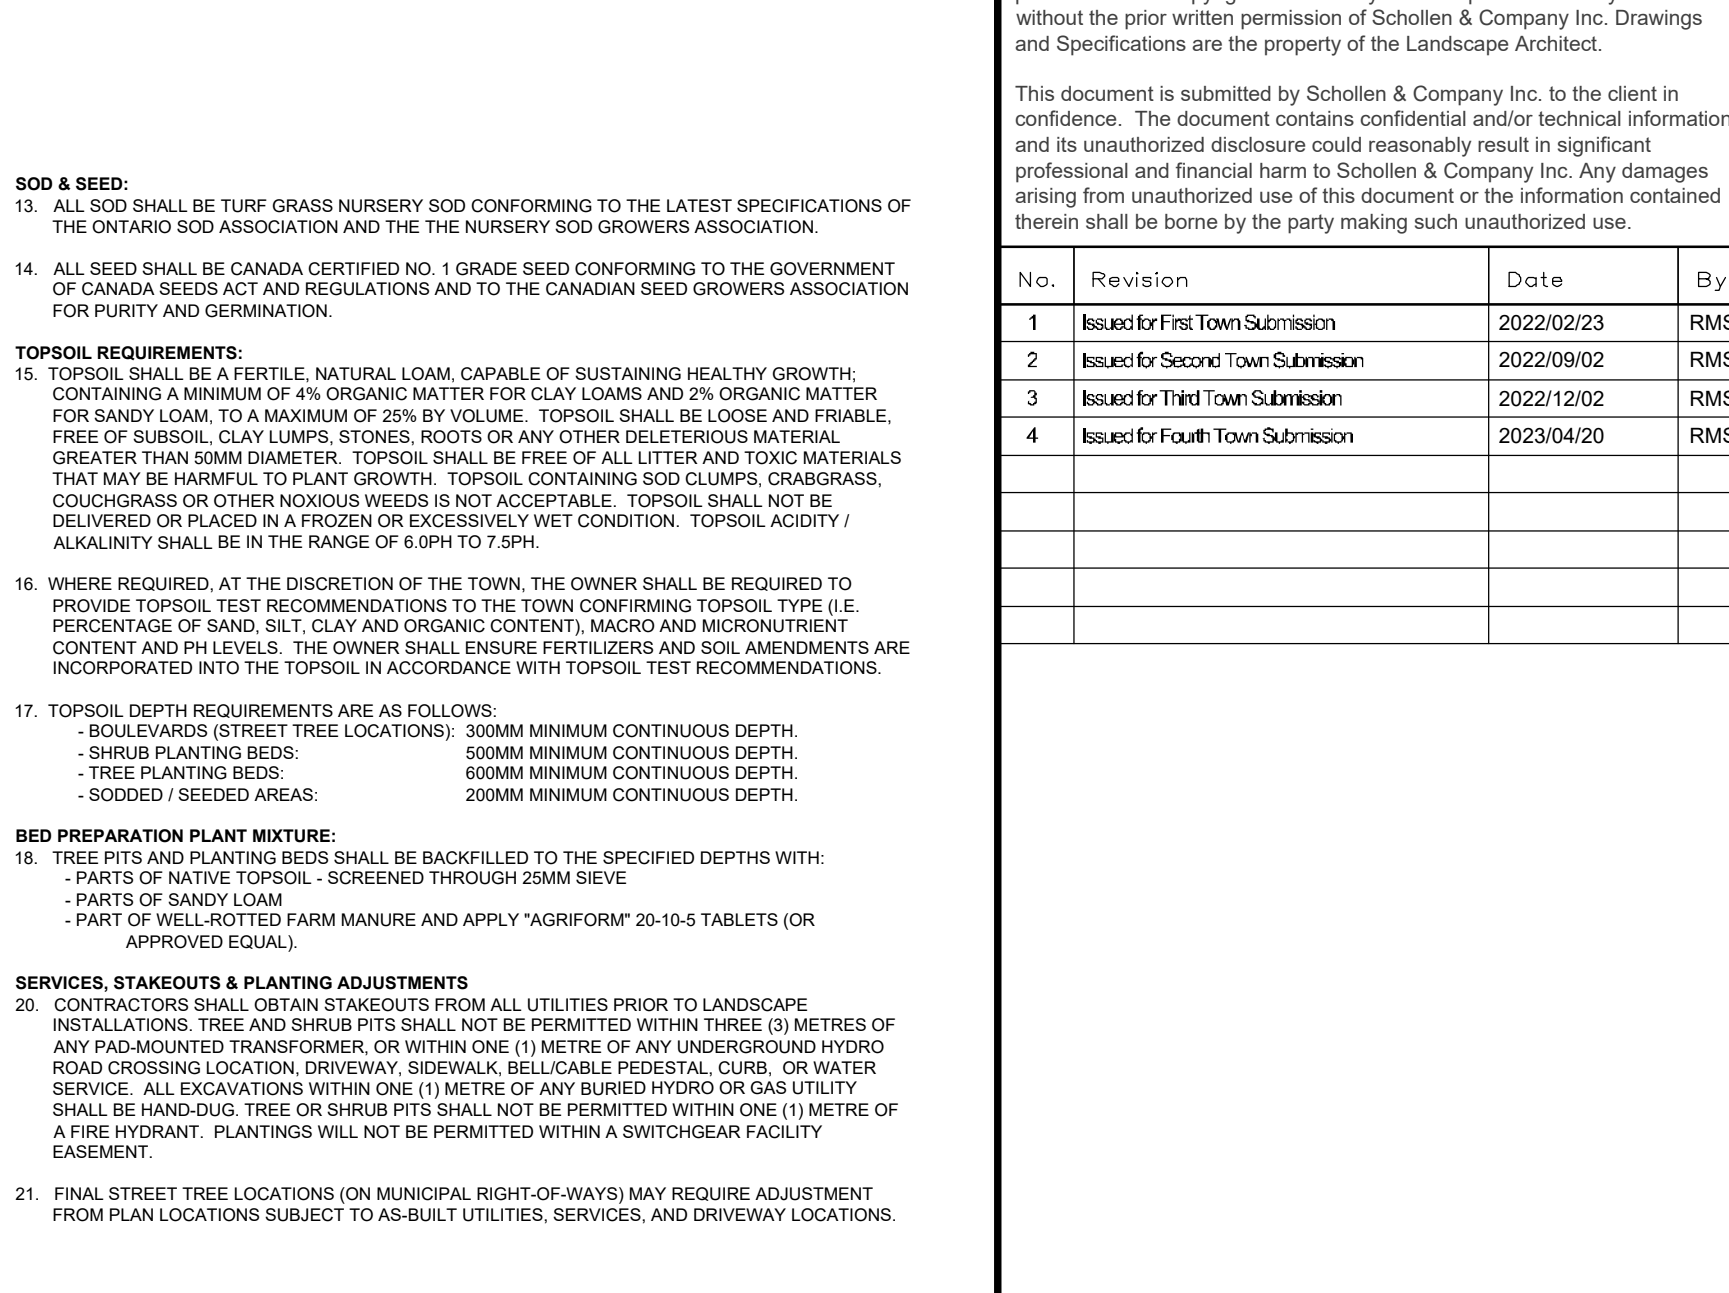 SOD & SEED:
13. ALL SOD SHALL BE TURF GRASS NURSERY SOD CONFORMING TO THE LATEST SPECIFICATIONS OF
THE ONTARIO SOD ASSOCIATION AND THE THE NURSERY SOD GROWERS ASSOCIATION.
14. ALL SEED SHALL BE CANADA CERTIFIED NO. 1 GRADE SEED CONFORMING TO THE GOVERNMENT
OF CANADA SEEDS ACT AND REGULATIONS AND TO THE CANADIAN SEED GROWERS ASSOCIATION
FOR PURITY AND GERMINATION.
TOPSOIL REQUIREMENTS:
15. TOPSOIL SHALL BE A FERTILE, NATURAL LOAM, CAPABLE OF SUSTAINING HEALTHY GROWTH;
CONTAINING A MINIMUM OF 4% ORGANIC MATTER FOR CLAY LOAMS AND 2% ORGANIC MATTER
FOR SANDY LOAM, TO A MAXIMUM OF 25% BY VOLUME. TOPSOIL SHALL BE LOOSE AND FRIABLE,
FREE OF SUBSOIL, CLAY LUMPS, STONES, ROOTS OR ANY OTHER DELETERIOUS MATERIAL
GREATER THAN 50MM DIAMETER. TOPSOIL SHALL BE FREE OF ALL LITTER AND TOXIC MATERIALS
THAT MAY BE HARMFUL TO PLANT GROWTH. TOPSOIL CONTAINING SOD CLUMPS, CRABGRASS,
COUCHGRASS OR OTHER NOXIOUS WEEDS IS NOT ACCEPTABLE. TOPSOIL SHALL NOT BE
DELIVERED OR PLACED IN A FROZEN OR EXCESSIVELY WET CONDITION. TOPSOIL ACIDITY /
ALKALINITY SHALL BE IN THE RANGE OF 6.0PH TO 7.5PH.
16. WHERE REQUIRED, AT THE DISCRETION OF THE TOWN, THE OWNER SHALL BE REQUIRED TO
PROVIDE TOPSOIL TEST RECOMMENDATIONS TO THE TOWN CONFIRMING TOPSOIL TYPE (I.E.
PERCENTAGE OF SAND, SILT, CLAY AND ORGANIC CONTENT), MACRO AND MICRONUTRIENT
CONTENT AND PH LEVELS. THE OWNER SHALL ENSURE FERTILIZERS AND SOIL AMENDMENTS ARE
INCORPORATED INTO THE TOPSOIL IN ACCORDANCE WITH TOPSOIL TEST RECOMMENDATIONS.
17. TOPSOIL DEPTH REQUIREMENTS ARE AS FOLLOWS:
- BOULEVARDS (STREET TREE LOCATIONS): 300MM MINIMUM CONTINUOUS DEPTH.
- SHRUB PLANTING BEDS: 500MM MINIMUM CONTINUOUS DEPTH.
- TREE PLANTING BEDS: 600MM MINIMUM CONTINUOUS DEPTH.
- SODDED / SEEDED AREAS: 200MM MINIMUM CONTINUOUS DEPTH.
BED PREPARATION PLANT MIXTURE:
18. TREE PITS AND PLANTING BEDS SHALL BE BACKFILLED TO THE SPECIFIED DEPTHS WITH:
- PARTS OF NATIVE TOPSOIL - SCREENED THROUGH 25MM SIEVE
- PARTS OF SANDY LOAM
- PART OF WELL-ROTTED FARM MANURE AND APPLY "AGRIFORM" 20-10-5 TABLETS (OR
APPROVED EQUAL).
SERVICES, STAKEOUTS & PLANTING ADJUSTMENTS
20. CONTRACTORS SHALL OBTAIN STAKEOUTS FROM ALL UTILITIES PRIOR TO LANDSCAPE
INSTALLATIONS. TREE AND SHRUB PITS SHALL NOT BE PERMITTED WITHIN THREE (3) METRES OF
ANY PAD-MOUNTED TRANSFORMER, OR WITHIN ONE (1) METRE OF ANY UNDERGROUND HYDRO
ROAD CROSSING LOCATION, DRIVEWAY, SIDEWALK, BELL/CABLE PEDESTAL, CURB, OR WATER
SERVICE. ALL EXCAVATIONS WITHIN ONE (1) METRE OF ANY BURIED HYDRO OR GAS UTILITY
SHALL BE HAND-DUG. TREE OR SHRUB PITS SHALL NOT BE PERMITTED WITHIN ONE (1) METRE OF
A FIRE HYDRANT. PLANTINGS WILL NOT BE PERMITTED WITHIN A SWITCHGEAR FACILITY
EASEMENT.
21. FINAL STREET TREE LOCATIONS (ON MUNICIPAL RIGHT-OF-WAYS) MAY REQUIRE ADJUSTMENT
FROM PLAN LOCATIONS SUBJECT TO AS-BUILT UTILITIES, SERVICES, AND DRIVEWAY LOCATIONS.
without the prior written permission of Schollen & Company Inc. Drawings
and Specifications are the property of the Landscape Architect.
This document is submitted by Schollen & Company Inc. to the client in
confidence. The document contains confidential and/or technical information
and its unauthorized disclosure could reasonably result in significant
professional and financial harm to Schollen & Company Inc. Any damages
arising from unauthorized use of this document or the information contained
therein shall be borne by the party making such unauthorized use.
No. Revision Date By
1 Issued for First Town Submission 2022/02/23 RMS
2 Issued for Second Town Submission 2022/09/02 RMS
3 Issued for Third Town Submission 2022/12/02 RMS
4 Issued for Fourth Town Submission 2023/04/20 RMS